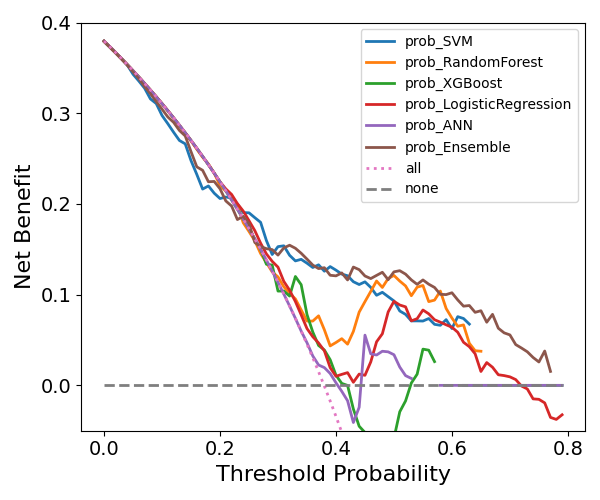 0.4
0.3
0.2
0.1
0.0
Net Benefit
prob_SVM
prob_RandomForest
prob_XGBoost
prob_LogisticRegression
prob_ANN
prob_Ensemble
all
none
0.0 0.2 0.4 0.6 0.8
Threshold Probability